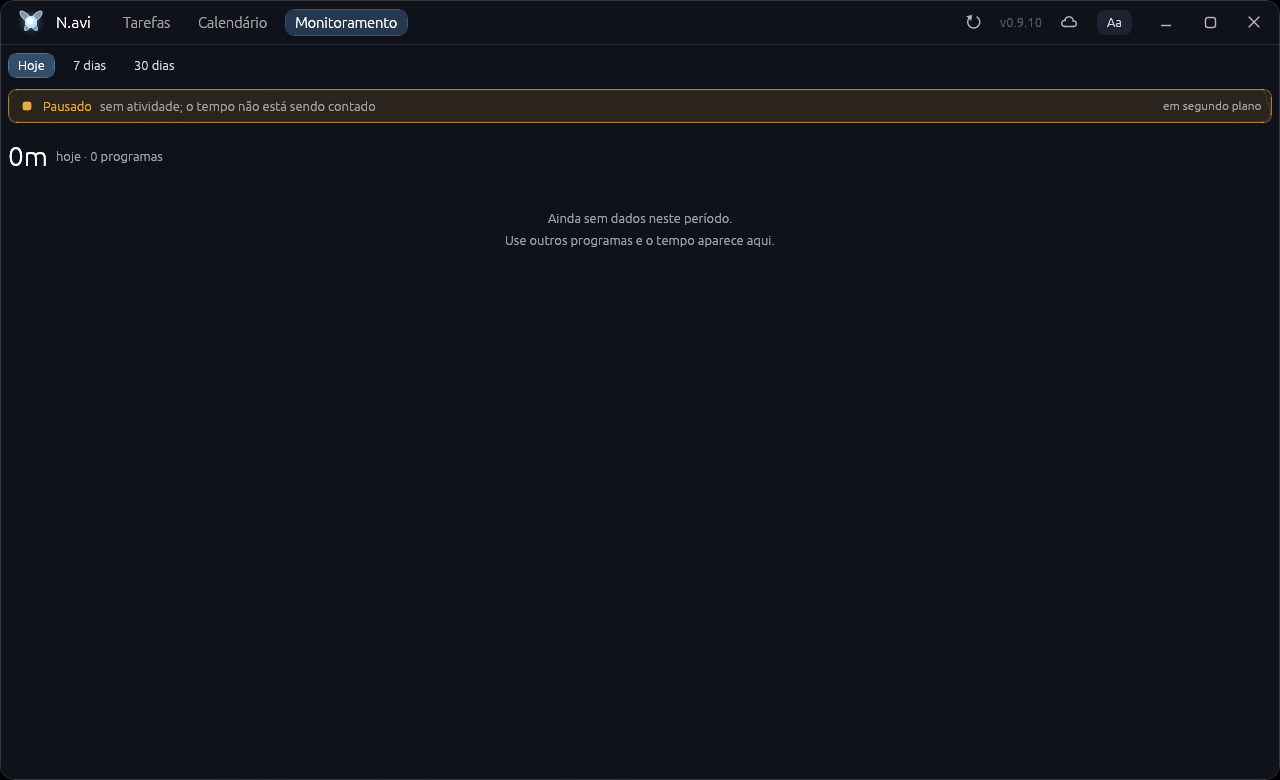 N.avi Tarefas Calendário Monitoramento v0.9.10 Aa
Hoje 7 dias 30 dias
Pausado sem atividade; o tempo não está sendo contado em segundo plano
0m hoje · 0 programas
Ainda sem dados neste período.
Use outros programas e o tempo aparece aqui.